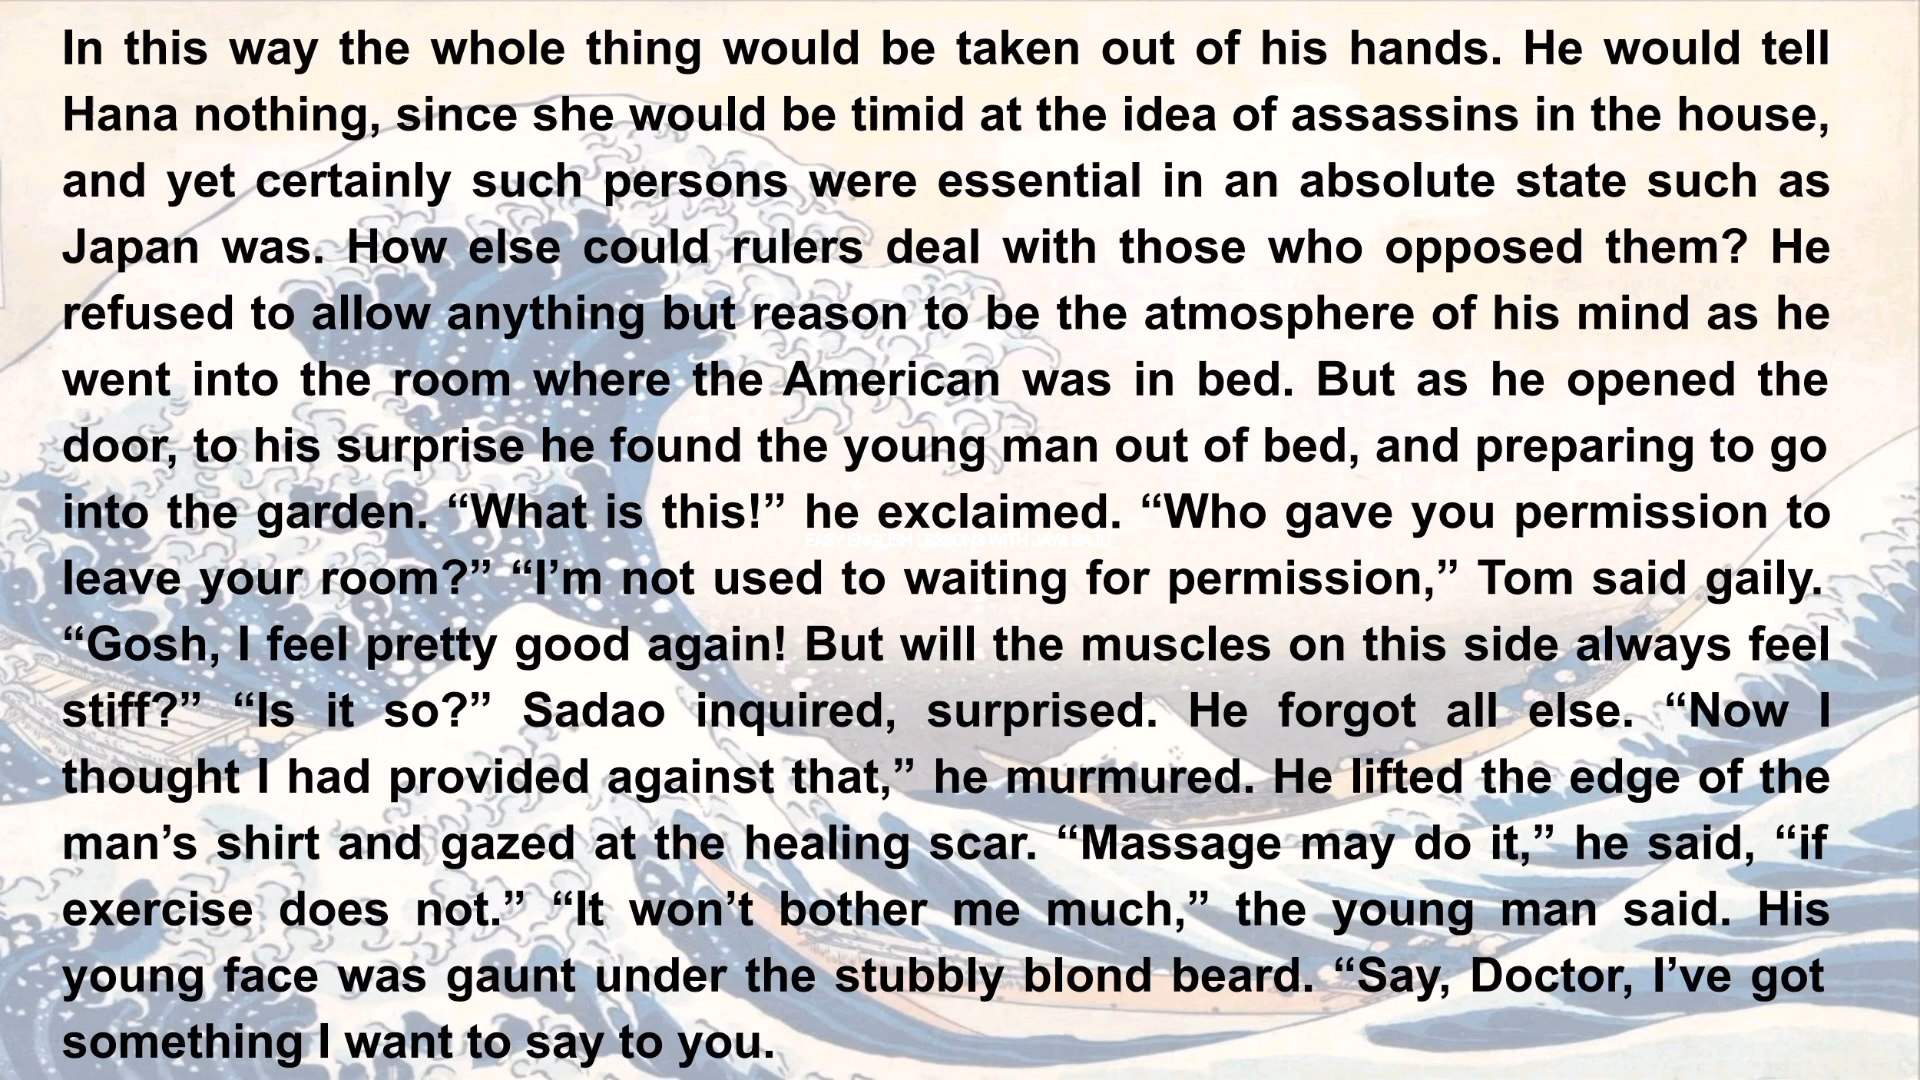 In this way the whole thing would be taken out of his hands. He would tell
Hana nothing, since she would be timid at the idea of assassins in the house,
and yet certainly such persons were essential in an absolute state such as
Japan was. How else could rulers deal with those who opposed them? He
refused to allow anything but reason to be the atmosphere of his mind as he
went into the room where the American was in bed. But as he opened the
door, to his surprise he found the young man out of bed, and preparing to go
into the garden. “What is this!” he exclaimed. “Who gave you permission to
EASY ENGLISH LESSONS WITH JAYA SAJU
leave your room?” “I’m not used to waiting for permission,” Tom said gaily.
“Gosh, I feel pretty good again! But will the muscles on this side always feel
stiff?” “Is it so?” Sadao inquired, surprised. He forgot all else. “Now I
thought I had provided against that,” he murmured. He lifted the edge of the
man’s shirt and gazed at the healing scar. “Massage may do it,” he said, “if
exercise does not.” “It won’t bother me much,” the young man said. His
young face was gaunt under the stubbly blond beard. “Say, Doctor, I’ve got
something I want to say to you.